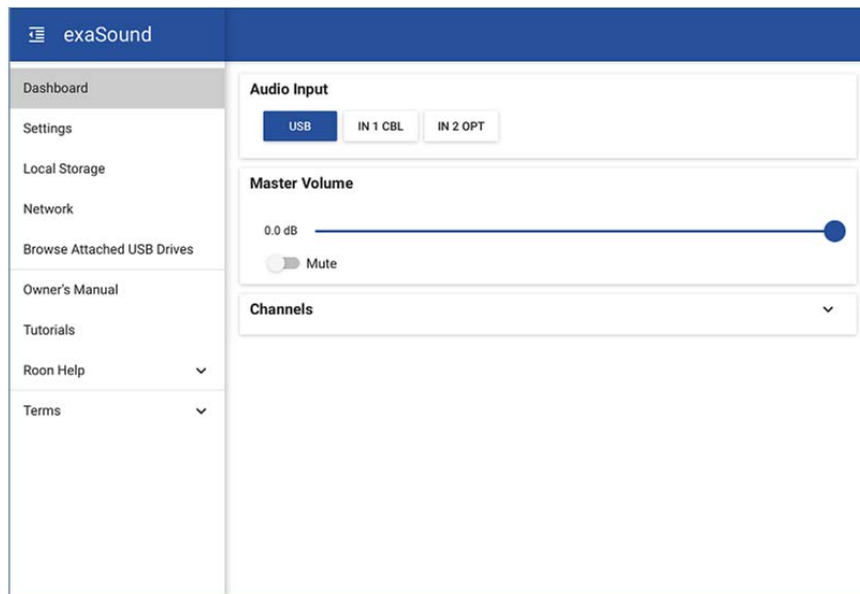 exaSound
Dashboard
Settings
Local Storage
Network
Browse Attached USB Drives
Owner's Manual
Tutorials
Roon Help
Terms
Audio Input
USB IN 1 CBL IN 2 OPT
Master Volume
0.0 dB
Mute
Channels